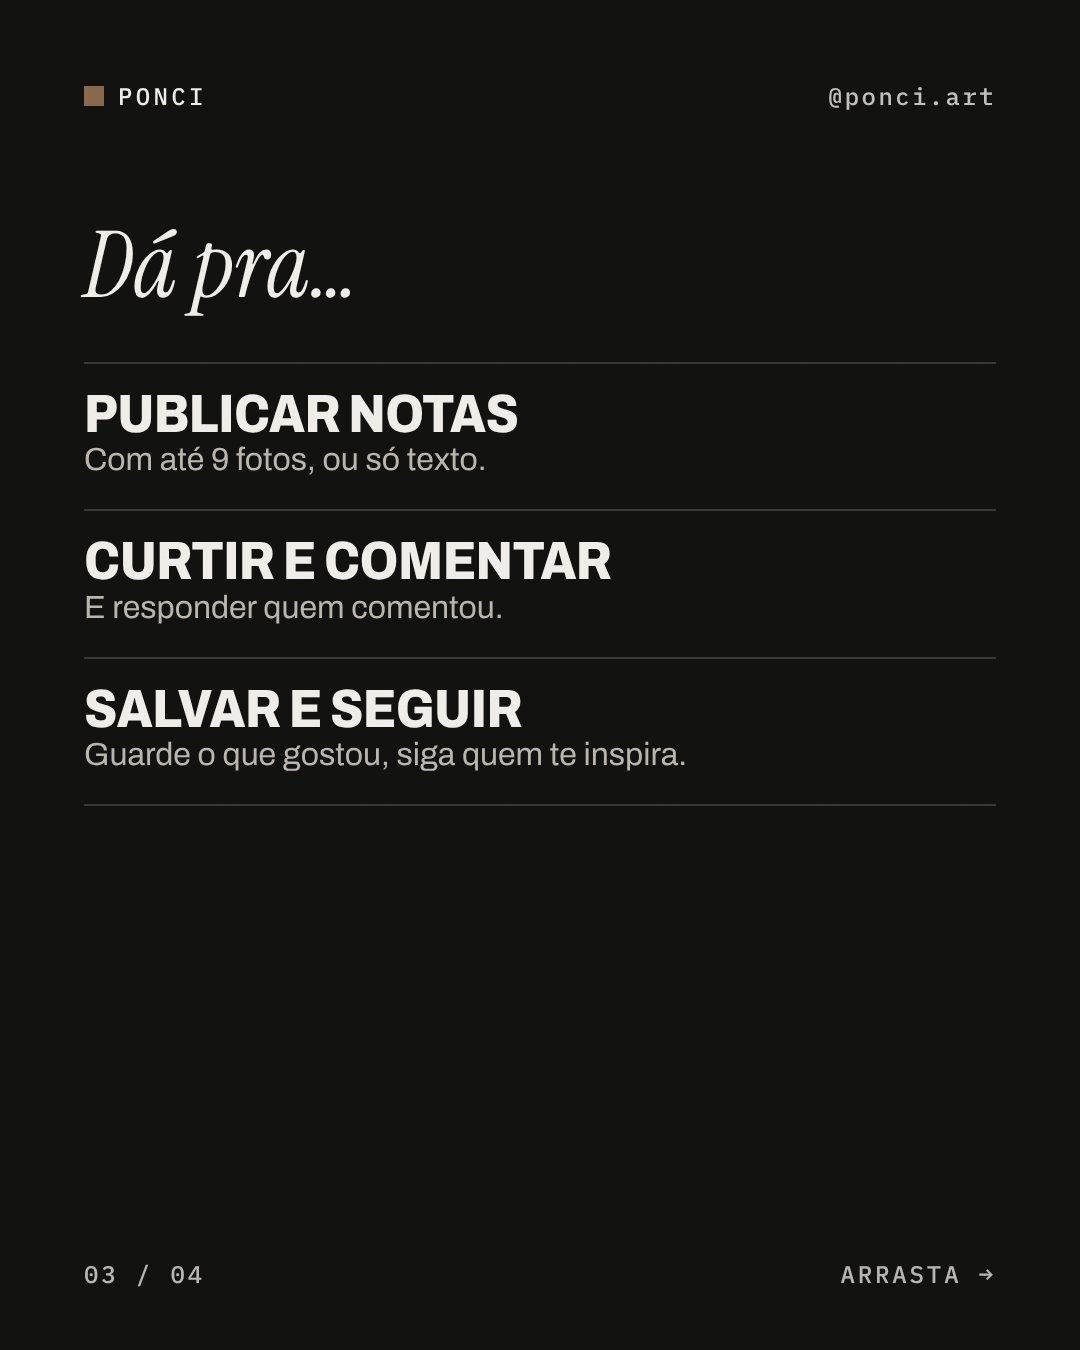 PONCI
@ponci.art
Dá pra...
PUBLICAR NOTAS
Com até 9 fotos, ou só texto.
CURTIR E COMENTAR
E responder quem comentou.
SALVAR E SEGUIR
Guarde o que gostou, siga quem te inspira.
03 / 04
ARRASTA →